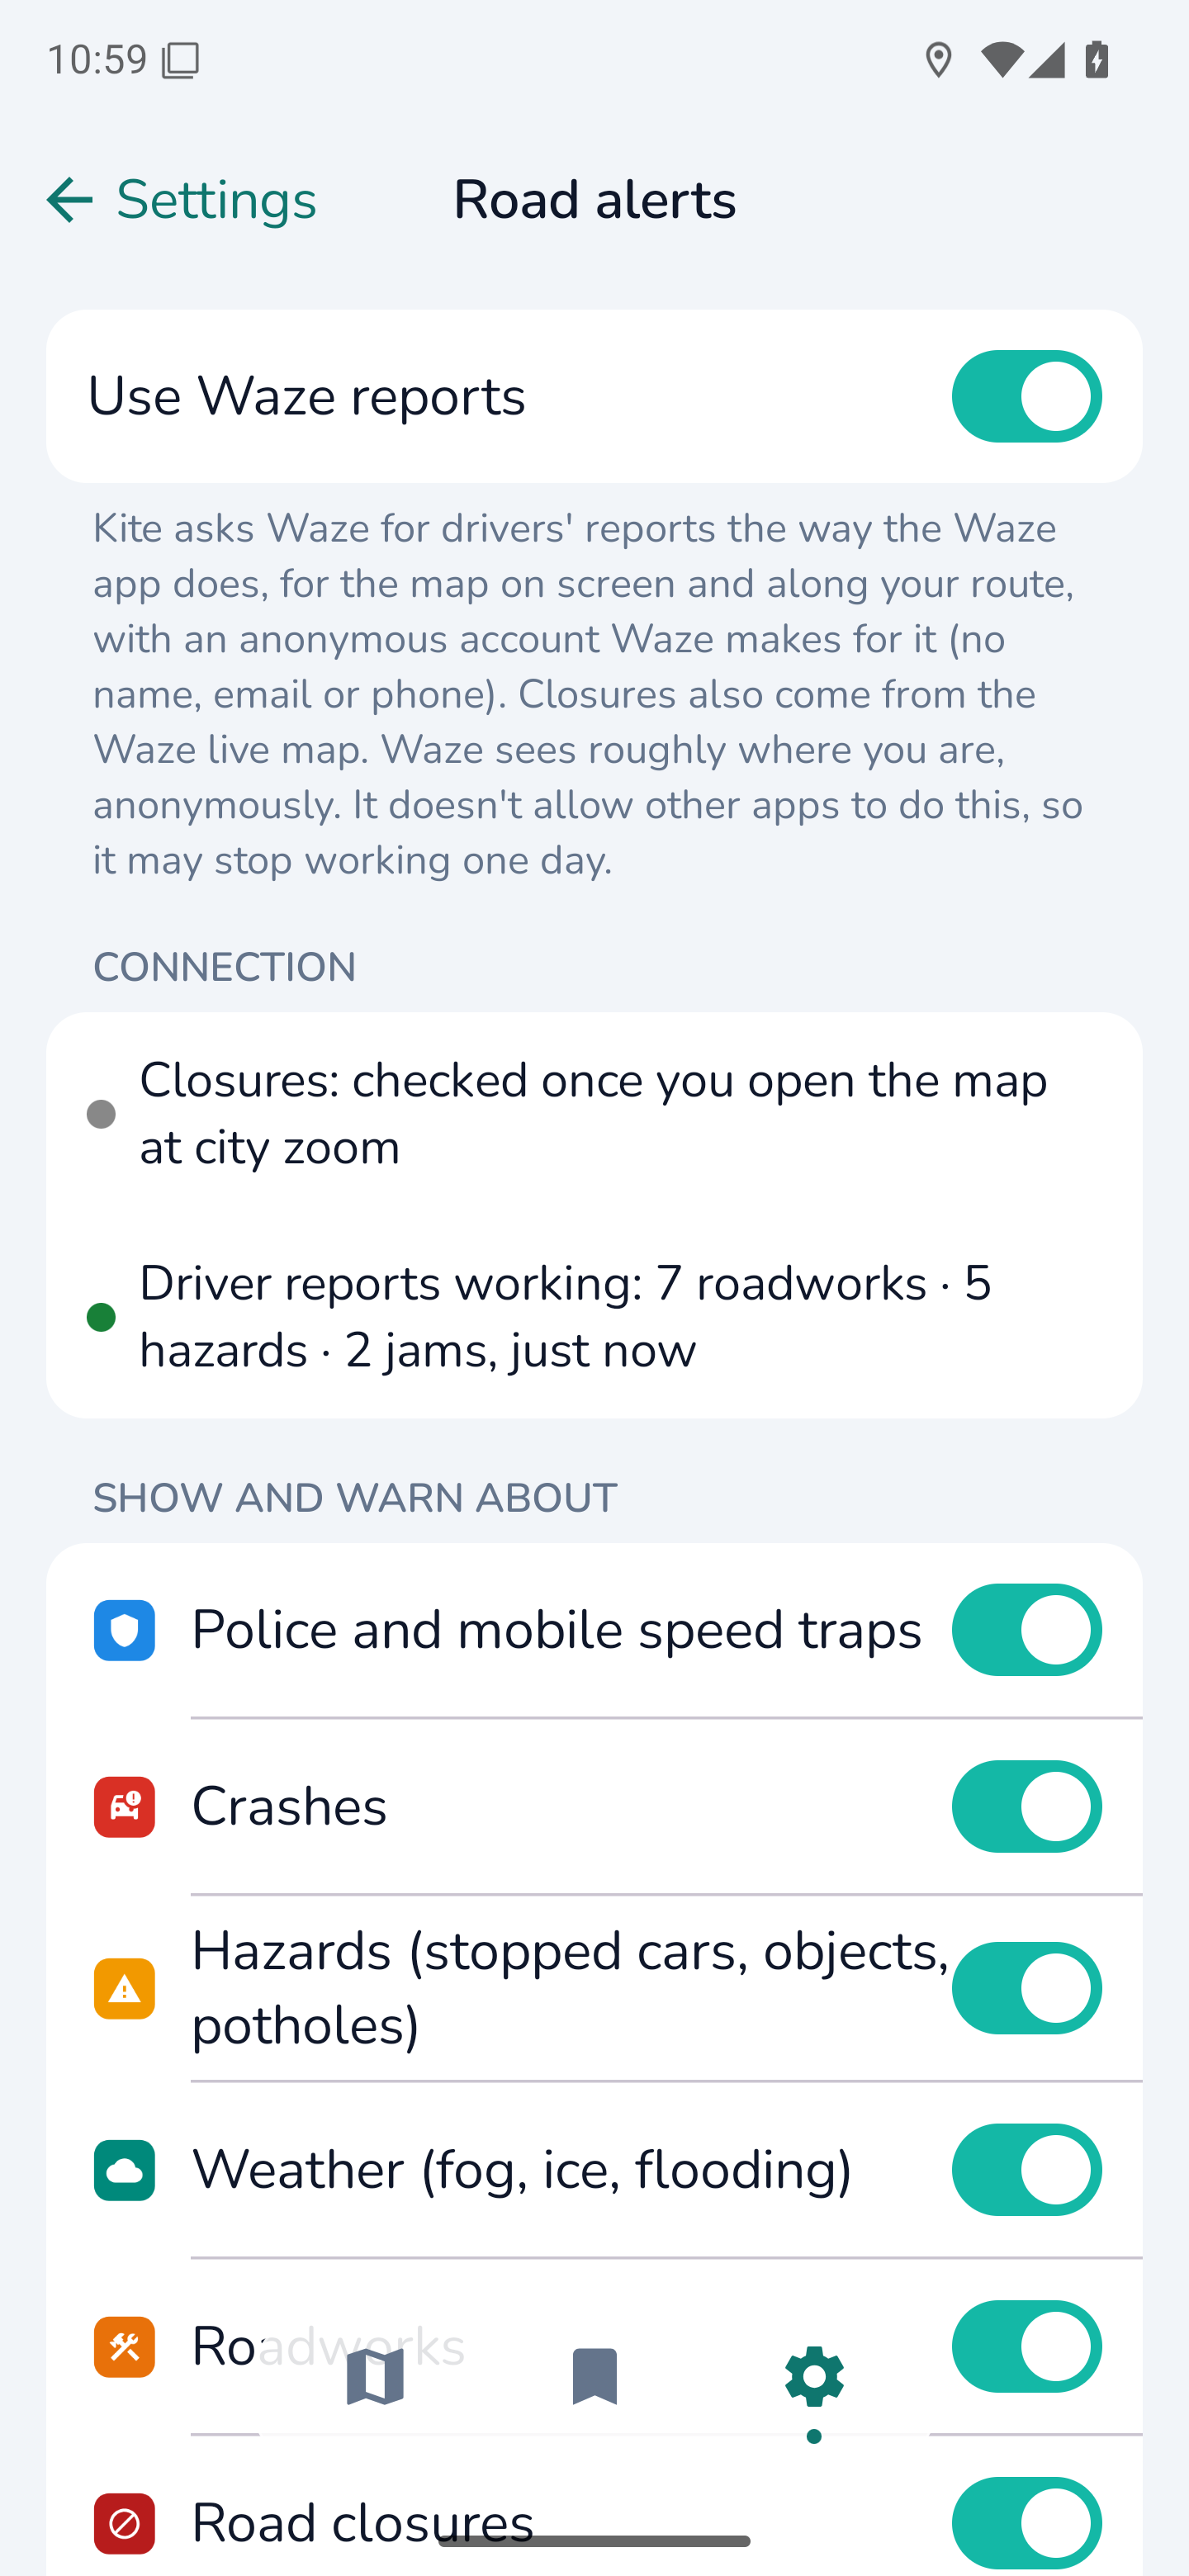 10:59
Settings
Road alerts
Use Waze reports
Kite asks Waze for drivers' reports the way the Waze
app does, for the map on screen and along your route,
with an anonymous account Waze makes for it (no
name, email or phone). Closures also come from the
Waze live map. Waze sees roughly where you are,
anonymously. It doesn't allow other apps to do this, so
it may stop working one day.
CONNECTION
Closures: checked once you open the map
at city zoom
Driver reports working: 7 roadworks · 5
hazards · 2 jams, just now
SHOW AND WARN ABOUT
Police and mobile speed traps
Crashes
Hazards (stopped cars, objects,
potholes)
Weather (fog, ice, flooding)
Roadworks
Road closures